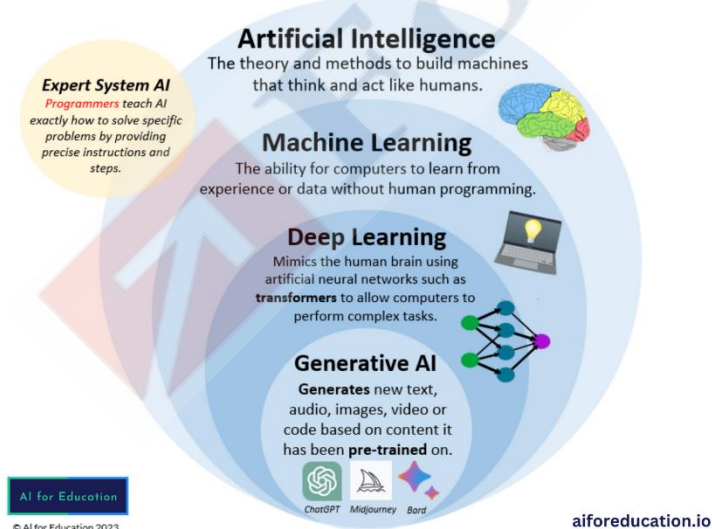 Artificial Intelligence
The theory and methods to build machines
that think and act like humans.
Expert System AI
Programmers teach AI
exactly how to solve specific
problems by providing
precise instructions and
steps.
Machine Learning
The ability for computers to learn from
experience or data without human programming.
Deep Learning
Mimics the human brain using
artificial neural networks such as
transformers to allow computers to
perform complex tasks.
Generative AI
Generates new text,
audio, images, video or
code based on content it
has been pre-trained on.
ChatGPT Midjourney Bard
AI for Education
© AI for Education 2023
aiforeducation.io